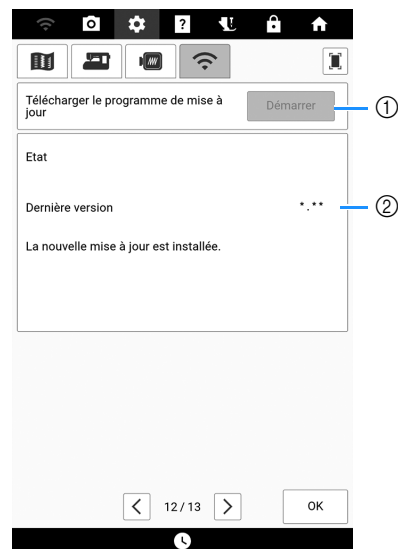 ?
Télécharger le programme de mise à
jour
Démarrer
①
Etat
Dernière version
*.**
②
La nouvelle mise à jour est installée.
12 / 13
OK